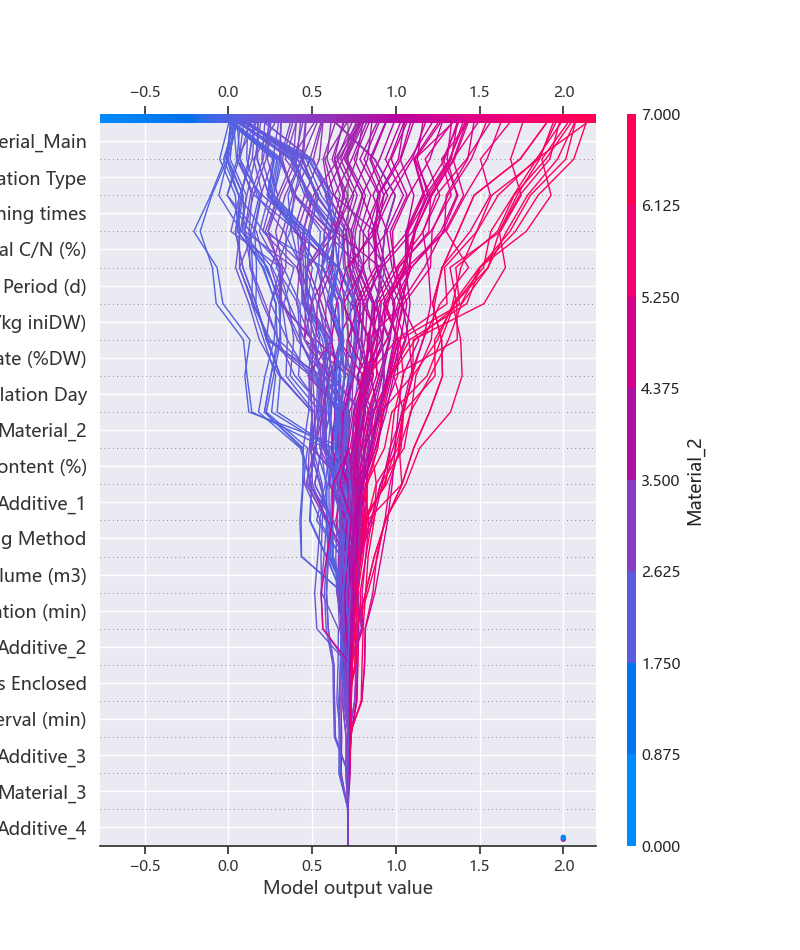 −0.5 0.0 0.5 1.0 1.5 2.0
erial_Main
ation Type
ning times
al C/N (%)
Period (d)
/kg iniDW)
ate (%DW)
lation Day
Material_2
ontent (%)
Additive_1
g Method
lume (m3)
ation (min)
Additive_2
s Enclosed
erval (min)
Additive_3
Material_3
Additive_4
−0.5 0.0 0.5 1.0 1.5 2.0
Model output value
7.000
6.125
5.250
4.375
3.500
2.625
1.750
0.875
0.000
Material_2